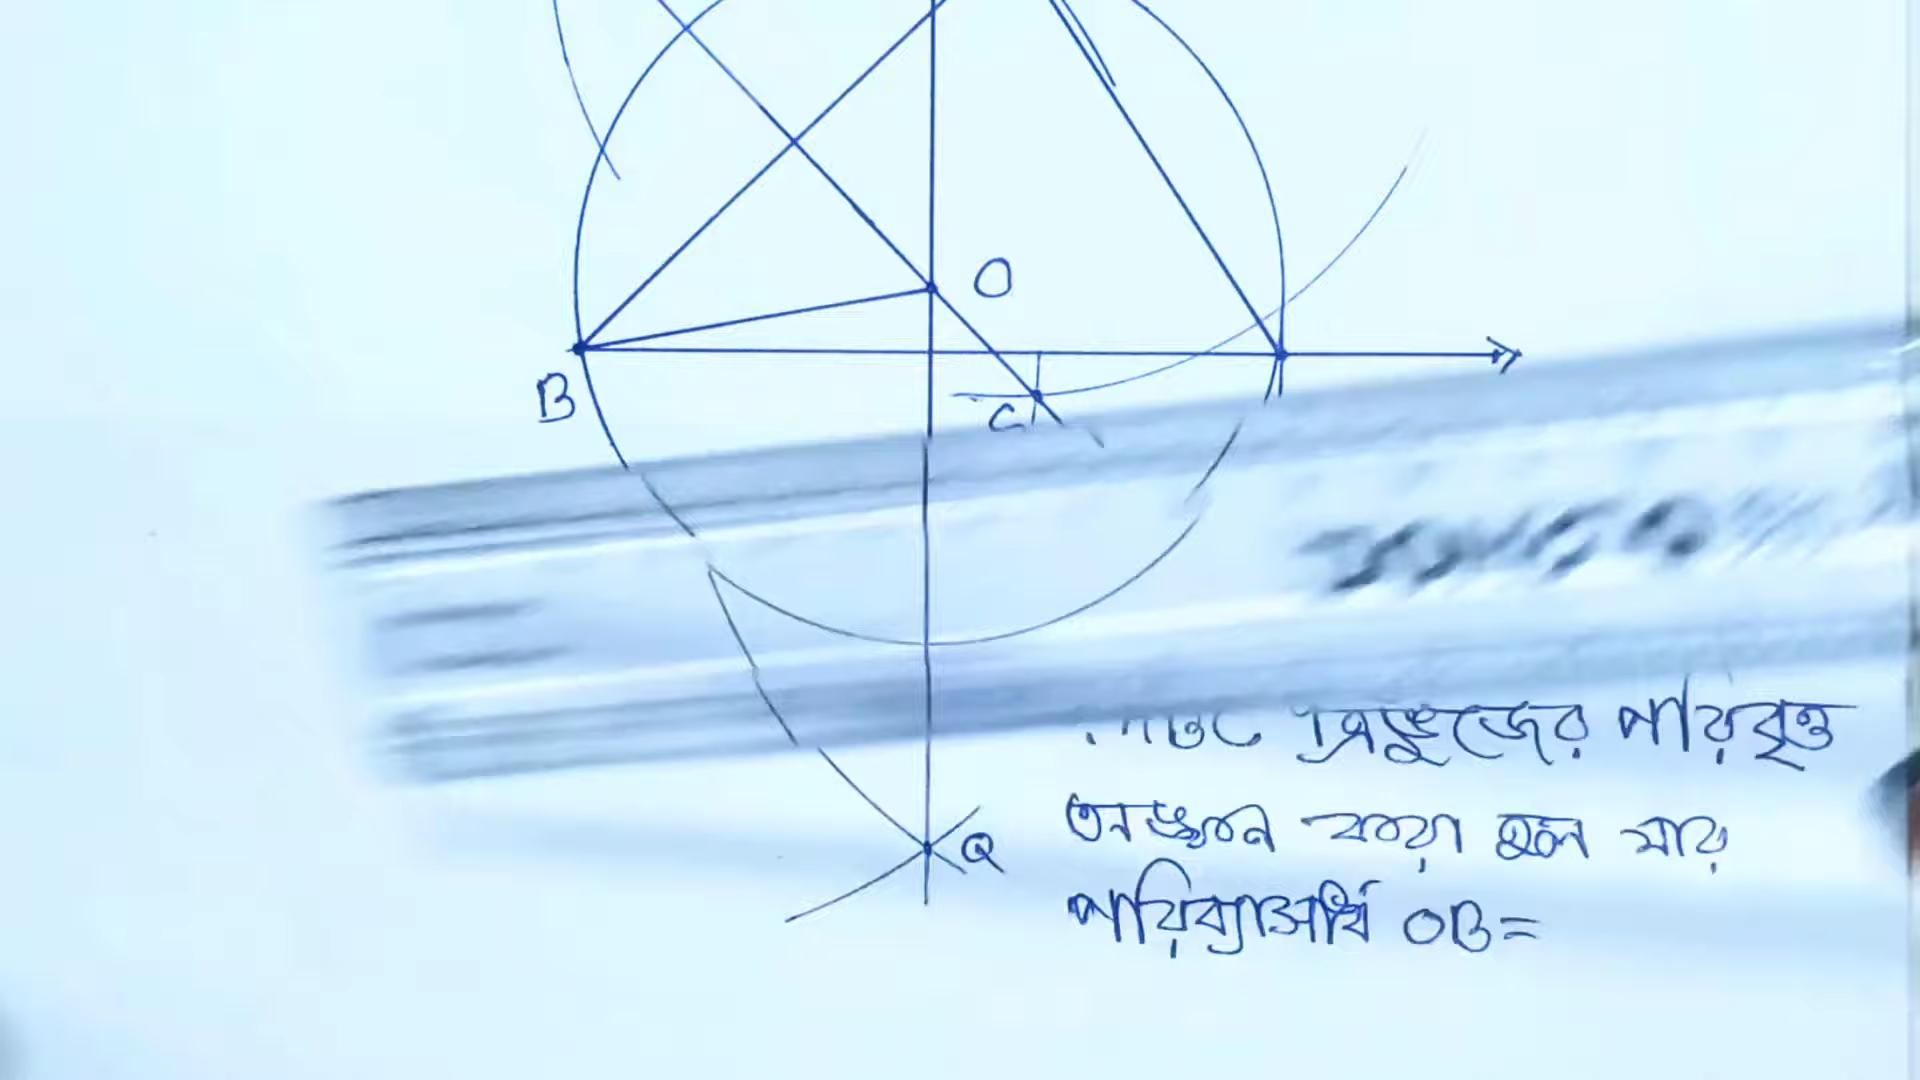 O
B
C
Q
ত্রিভুজের পরিবৃত্ত
অঙ্কন করা হল যার
পরিব্যাসার্ধ OB=